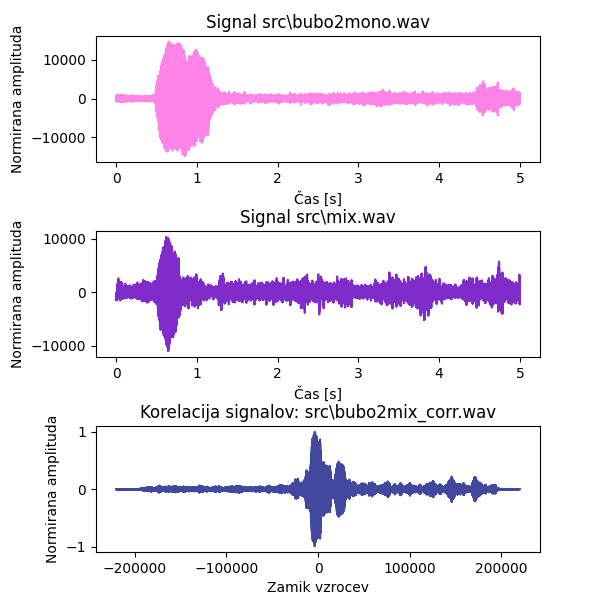 Signal src\bubo2mono.wav
Normirana amplituda
10000
0
−10000
0 1 2 3 4 5
Čas [s]
Signal src\mix.wav
Normirana amplituda
10000
0
−10000
0 1 2 3 4 5
Čas [s]
Korelacija signalov: src\bubo2mix_corr.wav
Normirana amplituda
1
0
−1
−200000 −100000 0 100000 200000
Zamik vzrocev